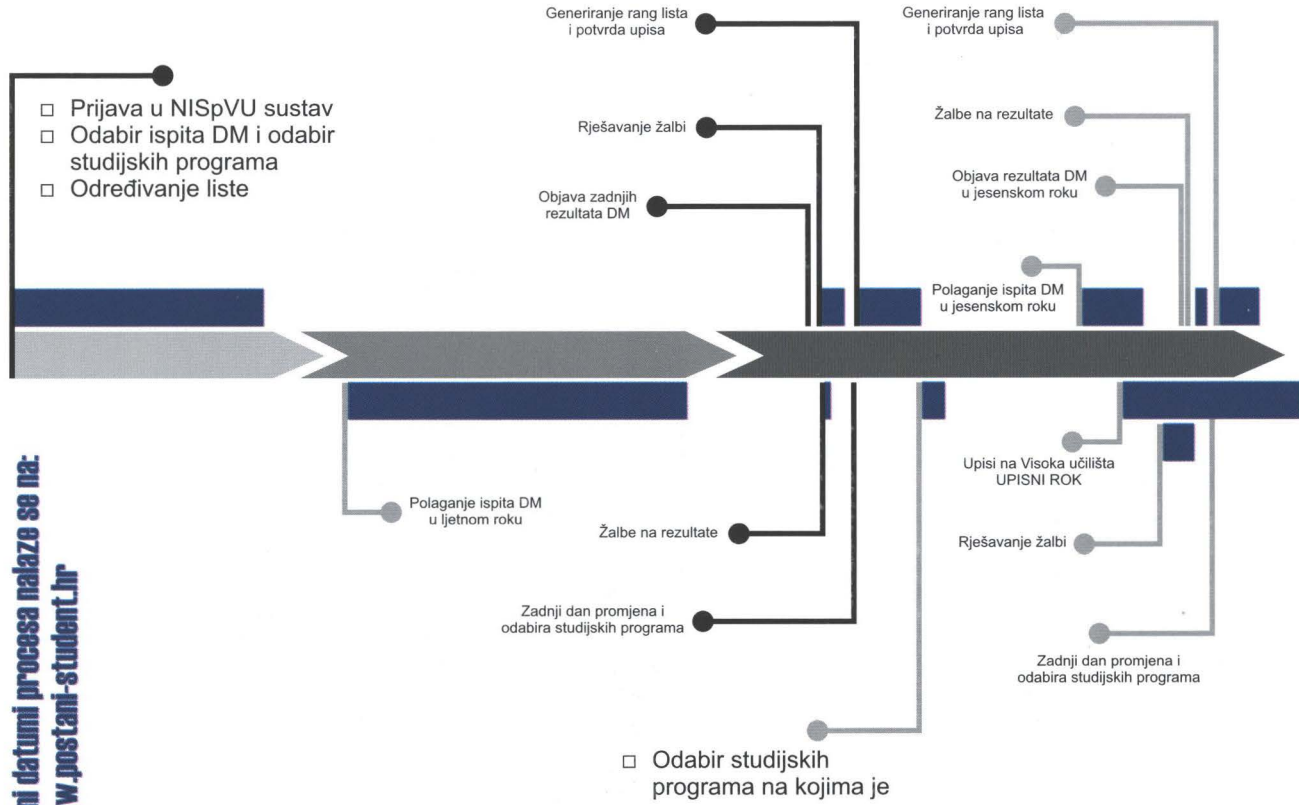 Generiranje rang lista
i potvrda upisa
Generiranje rang lista
i potvrda upisa
□ Prijava u NISpVU sustav
□ Odabir ispita DM i odabir
studijskih programa
□ Određivanje liste
Rješavanje žalbi
Žalbe na rezultate
Objava zadnjih
rezultata DM
Objava rezultata DM
u jesenskom roku
Polaganje ispita DM
u jesenskom roku
Polaganje ispita DM
u ljetnom roku
Žalbe na rezultate
Zadnji dan promjena i
odabira studijskih programa
Upisi na Visoka učilišta
UPISNI ROK
Rješavanje žalbi
Zadnji dan promjena i
odabira studijskih programa
□ Odabir studijskih
programa na kojima je
ni datumi procesa nalaze se na:
w.postani-student.hr